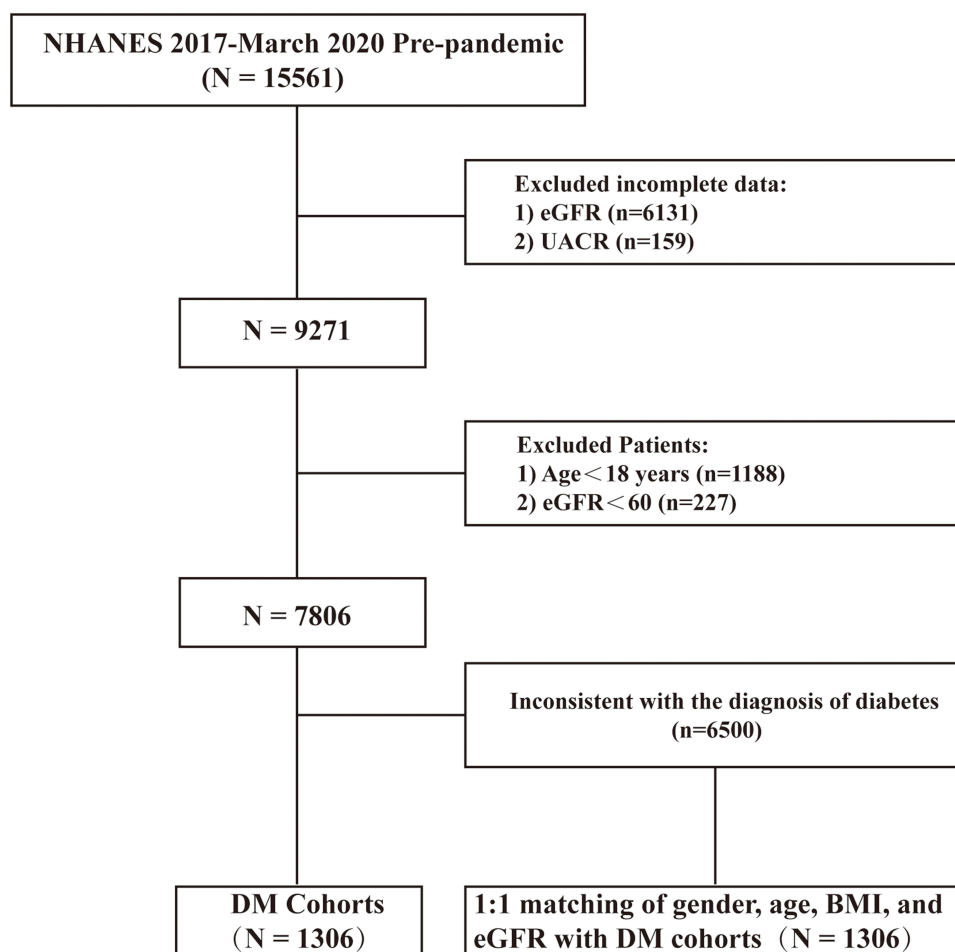 NHANES 2017-March 2020 Pre-pandemic
(N = 15561)
Excluded incomplete data:
1) eGFR (n=6131)
2) UACR (n=159)
N = 9271
Excluded Patients:
1) Age＜18 years (n=1188)
2) eGFR＜60 (n=227)
N = 7806
Inconsistent with the diagnosis of diabetes
(n=6500)
DM Cohorts
（N = 1306）
1:1 matching of gender, age, BMI, and
eGFR with DM cohorts（N = 1306）